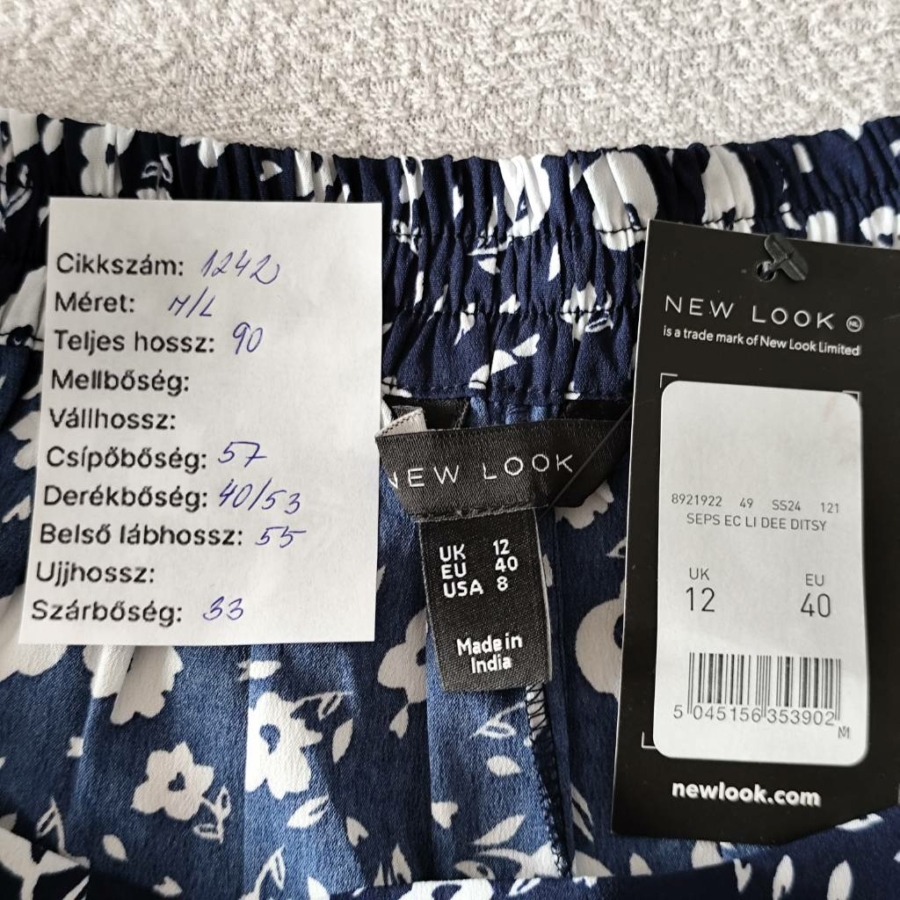 Cikkszám: 1242
Méret: M/L
Teljes hossz: 90
Mellbőség:
Vállhossz:
Csípőbőség: 57
Derékbőség: 40/53
Belső lábhossz: 55
Ujjhossz:
Szárbőség: 33
NEW LOOK
UK 12
EU 40
USA 8
Made in
India
NEW LOOK NL
is a trade mark of New Look Limited
8921922 49 SS24 121
SEPS EC LI DEE DITSY
UK EU
12 40
5 045156 353902
M
newlook.com